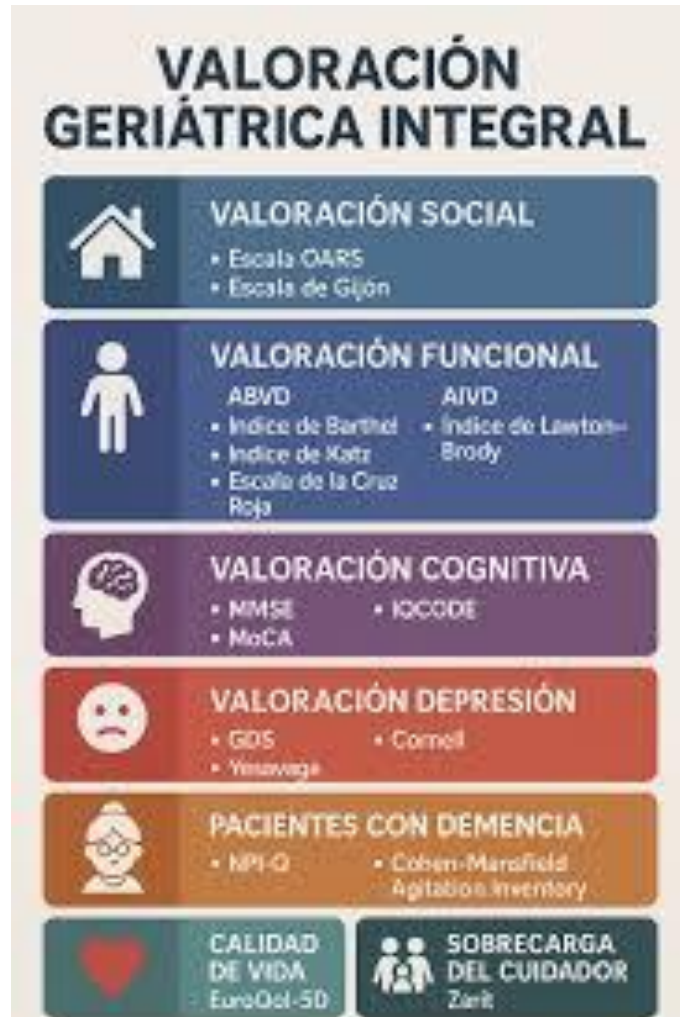 VALORACIÓN
GERIÁTRICA INTEGRAL
VALORACIÓN SOCIAL
• Escala OARS
• Escala de Gijón
VALORACIÓN FUNCIONAL
ABVD
• Indice de Barthel
• Indice de Katz
• Escala de la Cruz
Roja
AIVD
• Índice de Lawton–
Brody
VALORACIÓN COGNITIVA
• MMSE
• MoCA
• IQCODE
VALORACIÓN DEPRESIÓN
• GDS
• Yesavage
• Cornell
PACIENTES CON DEMENCIA
• NPI-Q
• Cohen-Mansfield
Agitation Inventory
CALIDAD
DE VIDA
EuroQol-5D
SOBRECARGA
DEL CUIDADOR
Zarit